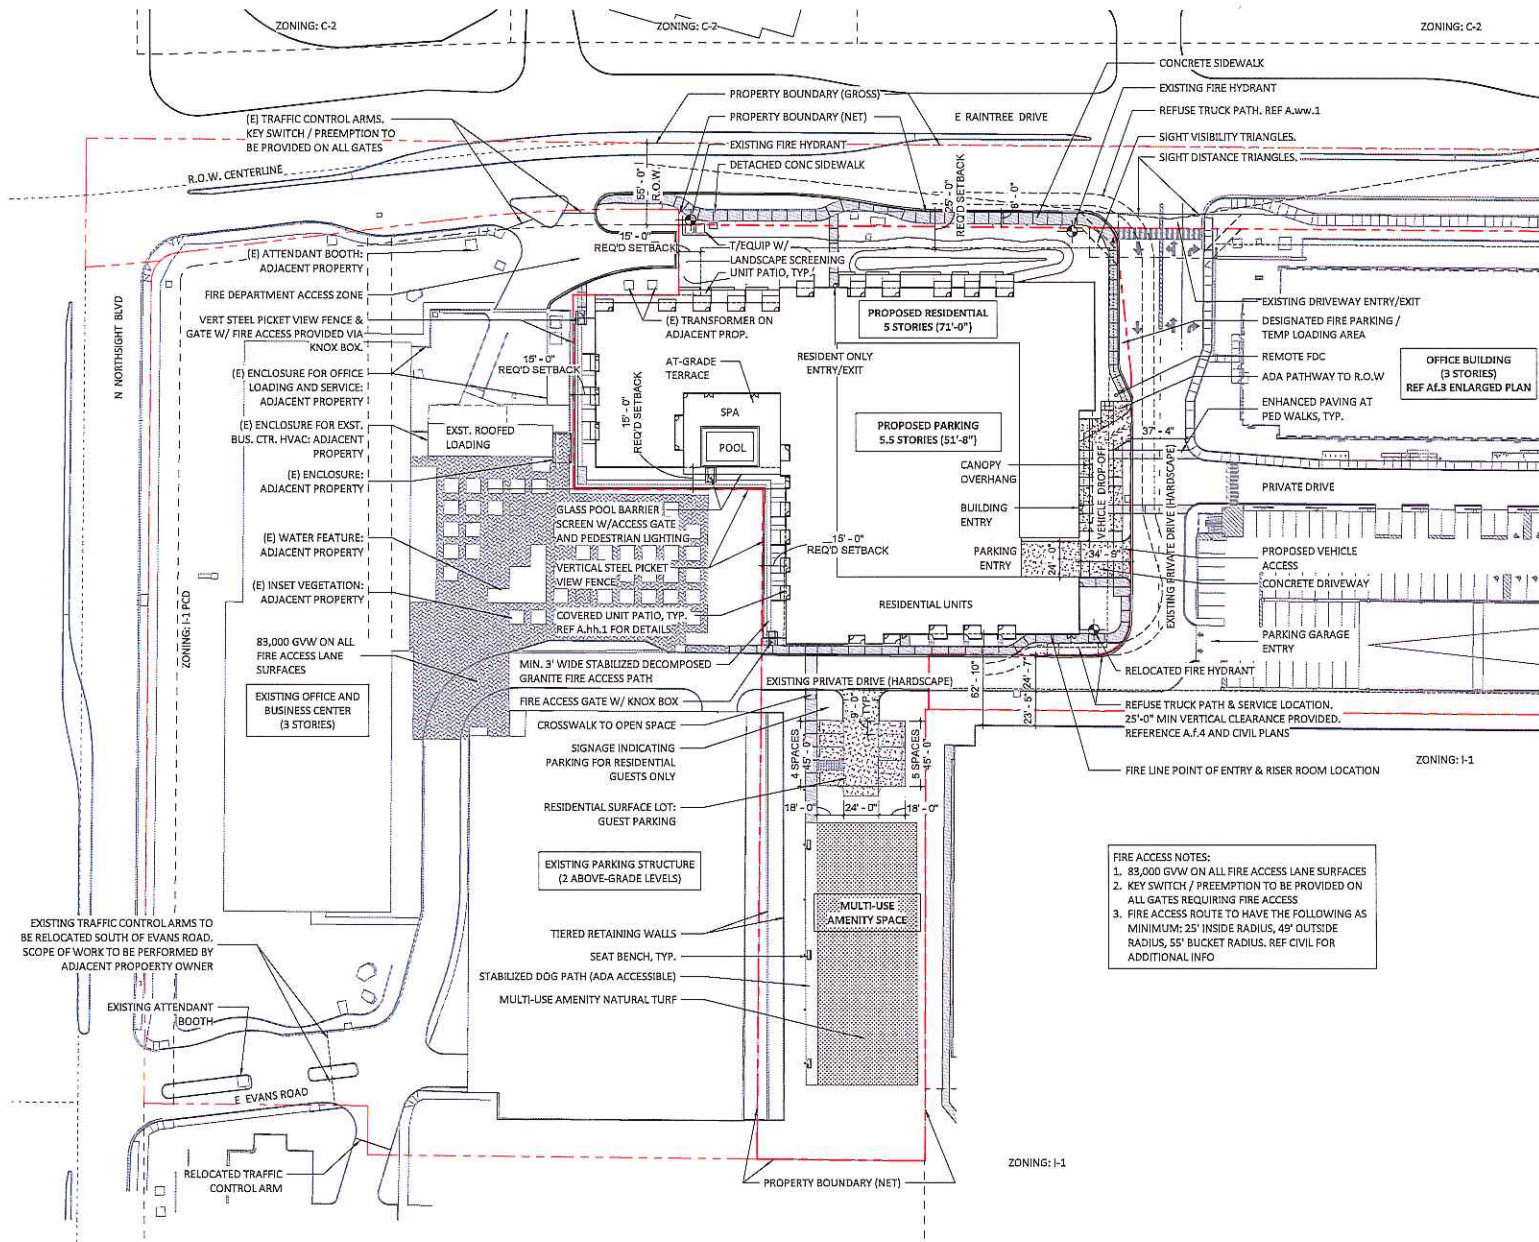 ZONING: C-2
ZONING: C-2
ZONING: C-2
CONCRETE SIDEWALK
EXISTING FIRE HYDRANT
REFUSE TRUCK PATH. REF A.ww.1
SIGHT VISIBILITY TRIANGLES.
SIGHT DISTANCE TRIANGLES.
PROPERTY BOUNDARY (GROSS)
PROPERTY BOUNDARY (NET)
EXISTING FIRE HYDRANT
DETACHED CONC SIDEWALK
E RAINTREE DRIVE
(E) TRAFFIC CONTROL ARMS.
KEY SWITCH / PREEMPTION TO
BE PROVIDED ON ALL GATES
R.O.W. CENTERLINE
55' - 0"
R.O.W.
25' - 0"
REQ'D SETBACK
8' - 0"
15' - 0"
REQ'D SETBACK
T/EQUIP W/
LANDSCAPE SCREENING
UNIT PATIO, TYP.
(E) ATTENDANT BOOTH:
ADJACENT PROPERTY
FIRE DEPARTMENT ACCESS ZONE
VERT STEEL PICKET VIEW FENCE &
GATE W/ FIRE ACCESS PROVIDED VIA
KNOX BOX.
(E) ENCLOSURE FOR OFFICE
LOADING AND SERVICE:
ADJACENT PROPERTY
(E) ENCLOSURE FOR EXST.
BUS. CTR. HVAC: ADJACENT
PROPERTY
(E) ENCLOSURE:
ADJACENT PROPERTY
(E) WATER FEATURE:
ADJACENT PROPERTY
(E) INSET VEGETATION:
ADJACENT PROPERTY
83,000 GVW ON ALL
FIRE ACCESS LANE
SURFACES
EXISTING OFFICE AND
BUSINESS CENTER
(3 STORIES)
N NORTHSIGHT BLVD
ZONING: I-1 PCD
15' - 0"
REQ'D SETBACK
EXST. ROOFED
LOADING
(E) TRANSFORMER ON
ADJACENT PROP.
AT-GRADE
TERRACE
15' - 0"
REQ'D SETBACK
SPA
POOL
RESIDENT ONLY
ENTRY/EXIT
PROPOSED RESIDENTIAL
5 STORIES (71'-0")
PROPOSED PARKING
5.5 STORIES (51'-8")
CANOPY
OVERHANG
BUILDING
ENTRY
PARKING
ENTRY
24' - 0"
34' - 9"
37' - 4"
VEHICLE DROP-OFF
EXISTING PRIVATE DRIVE (HARDSCAPE)
RESIDENTIAL UNITS
EXISTING DRIVEWAY ENTRY/EXIT
DESIGNATED FIRE PARKING /
TEMP LOADING AREA
REMOTE FDC
ADA PATHWAY TO R.O.W
ENHANCED PAVING AT
PED WALKS, TYP.
OFFICE BUILDING
(3 STORIES)
REF Af.3 ENLARGED PLAN
PRIVATE DRIVE
PROPOSED VEHICLE
ACCESS
CONCRETE DRIVEWAY
PARKING GARAGE
ENTRY
RELOCATED FIRE HYDRANT
REFUSE TRUCK PATH & SERVICE LOCATION.
25'-0" MIN VERTICAL CLEARANCE PROVIDED.
REFERENCE A.f.4 AND CIVIL PLANS
FIRE LINE POINT OF ENTRY & RISER ROOM LOCATION
ZONING: I-1
GLASS POOL BARRIER
SCREEN W/ACCESS GATE
AND PEDESTRIAN LIGHTING
15' - 0"
REQ'D SETBACK
VERTICAL STEEL PICKET
VIEW FENCE
COVERED UNIT PATIO, TYP.
REF A.hh.1 FOR DETAILS
MIN. 3' WIDE STABILIZED DECOMPOSED
GRANITE FIRE ACCESS PATH
FIRE ACCESS GATE W/ KNOX BOX
EXISTING PRIVATE DRIVE (HARDSCAPE)
62' - 10"
24' - 7"
23' - 5"
CROSSWALK TO OPEN SPACE
SIGNAGE INDICATING
PARKING FOR RESIDENTIAL
GUESTS ONLY
9' - 0"
TYP.
4 SPACES
45' - 0"
5 SPACES
45' - 0"
RESIDENTIAL SURFACE LOT:
GUEST PARKING
18' - 0"
24' - 0"
18' - 0"
EXISTING PARKING STRUCTURE
(2 ABOVE-GRADE LEVELS)
MULTI-USE
AMENITY SPACE
TIERED RETAINING WALLS
SEAT BENCH, TYP.
STABILIZED DOG PATH (ADA ACCESSIBLE)
MULTI-USE AMENITY NATURAL TURF
FIRE ACCESS NOTES:
1. 83,000 GVW ON ALL FIRE ACCESS LANE SURFACES
2. KEY SWITCH / PREEMPTION TO BE PROVIDED ON
ALL GATES REQUIRING FIRE ACCESS
3. FIRE ACCESS ROUTE TO HAVE THE FOLLOWING AS
MINIMUM: 25' INSIDE RADIUS, 49' OUTSIDE
RADIUS, 55' BUCKET RADIUS. REF CIVIL FOR
ADDITIONAL INFO
EXISTING TRAFFIC CONTROL ARMS TO
BE RELOCATED SOUTH OF EVANS ROAD.
SCOPE OF WORK TO BE PERFORMED BY
ADJACENT PROPOERTY OWNER
EXISTING ATTENDANT
BOOTH
E EVANS ROAD
RELOCATED TRAFFIC
CONTROL ARM
PROPERTY BOUNDARY (NET)
ZONING: I-1